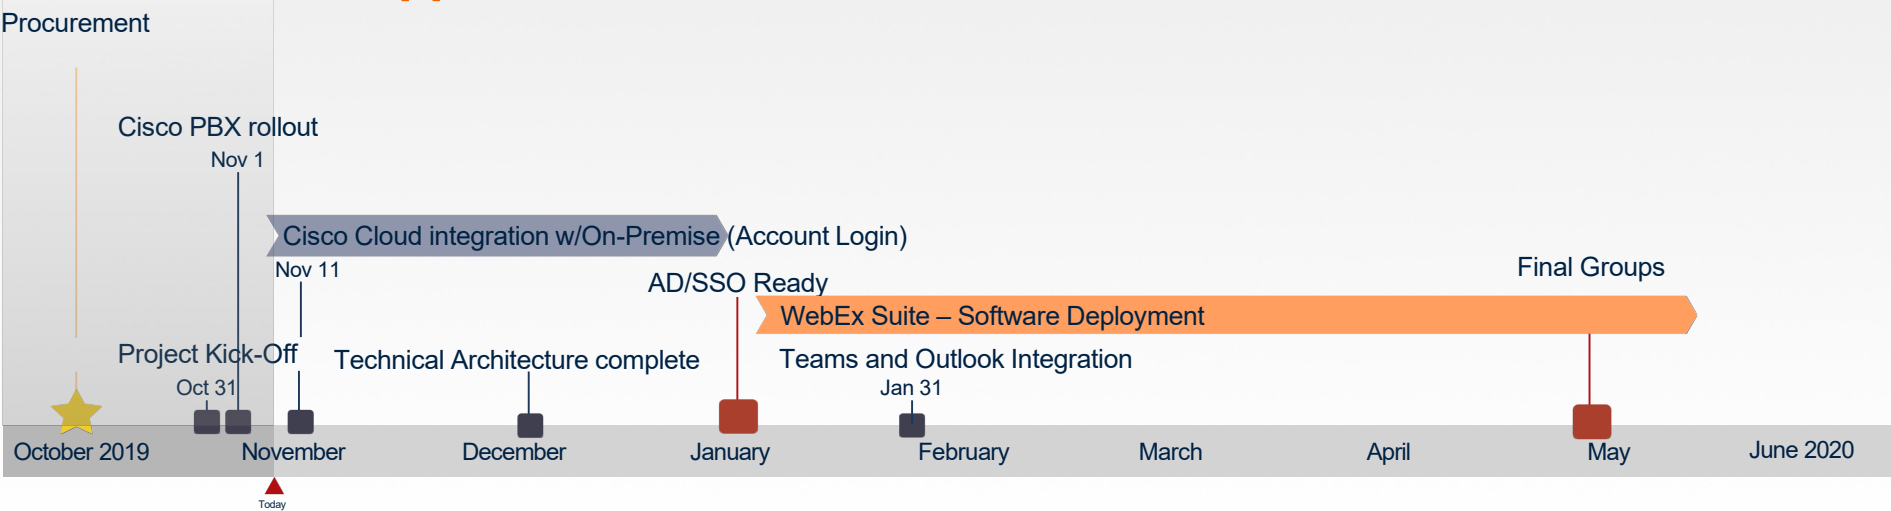 Procurement
Cisco PBX rollout
Nov 1
Cisco Cloud integration w/On-Premise (Account Login)
Nov 11
AD/SSO Ready
Final Groups
WebEx Suite – Software Deployment
Project Kick-Off
Technical Architecture complete
Teams and Outlook Integration
Oct 31
Jan 31
October 2019 November December January February March April May June 2020
Today